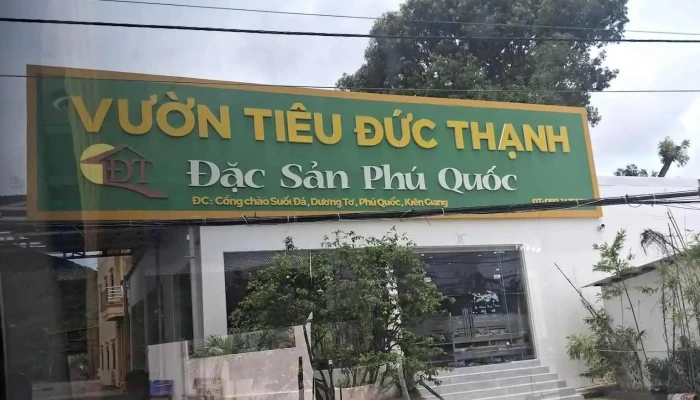 VƯỜN TIÊU ĐỨC THẠNH
ĐT
Đặc Sản Phú Quốc
ĐC : Cổng chào Suối Đá , Dương Tơ , Phú Quốc , Kiên Giang